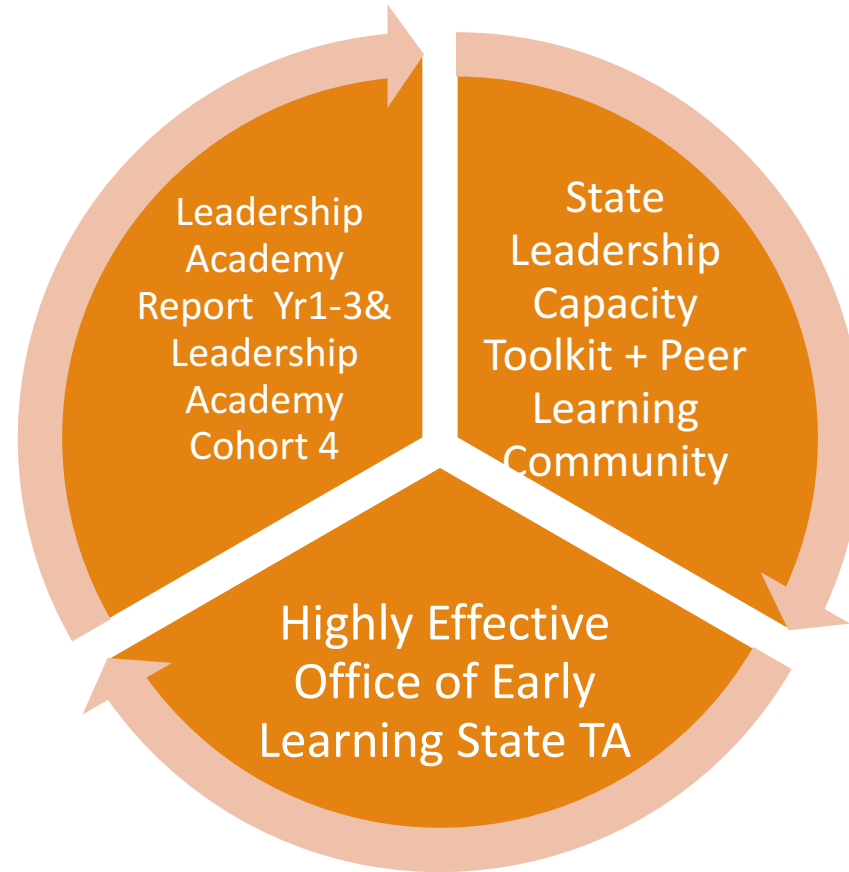 Leadership
Academy
Report  Yr1-3&
Leadership
Academy
Cohort 4
State
Leadership
Capacity
Toolkit + Peer
Learning
Community
Highly Effective
Office of Early
Learning State TA